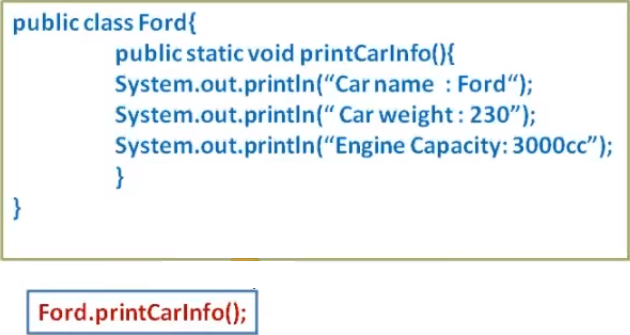 public class Ford{
public static void printCarInfo(){
System.out.println(“Car name  : Ford“);
System.out.println(“ Car weight : 230”);
System.out.println(“Engine Capacity: 3000cc”);
}
}
Ford.printCarInfo();